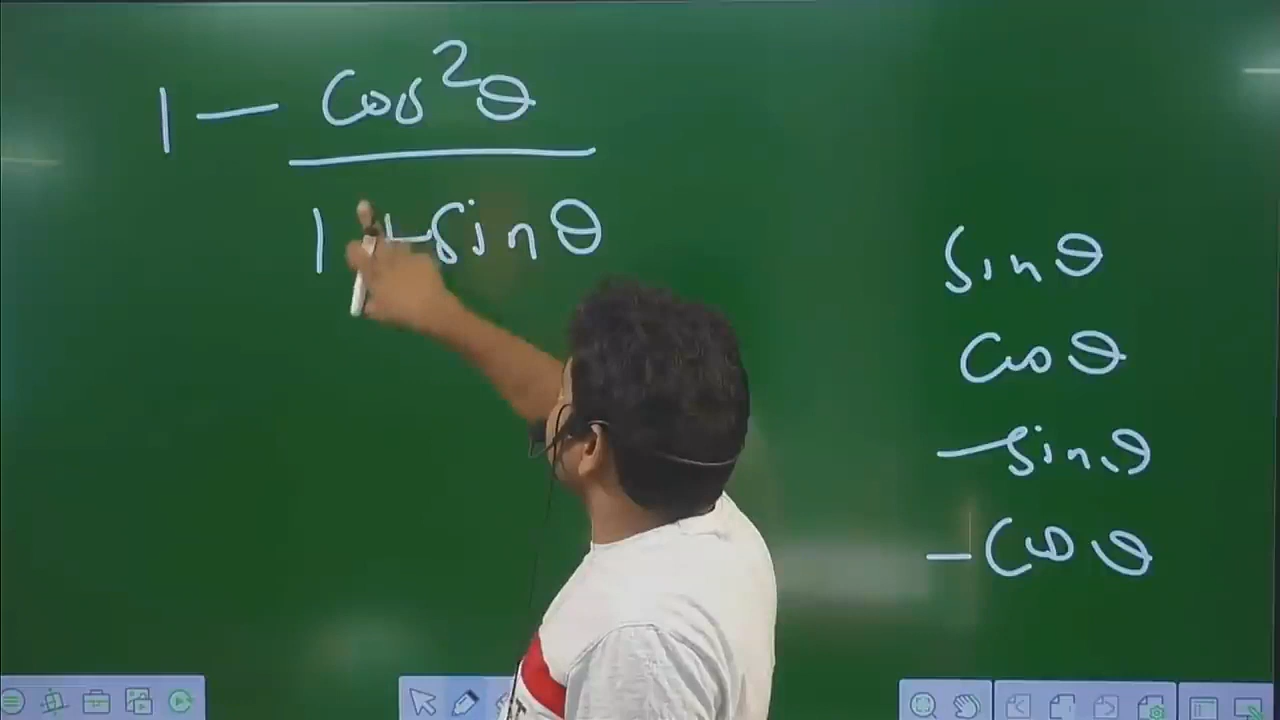 1 - cos²θ
1 + sinθ
sinθ
cosθ
-sinθ
-cosθ